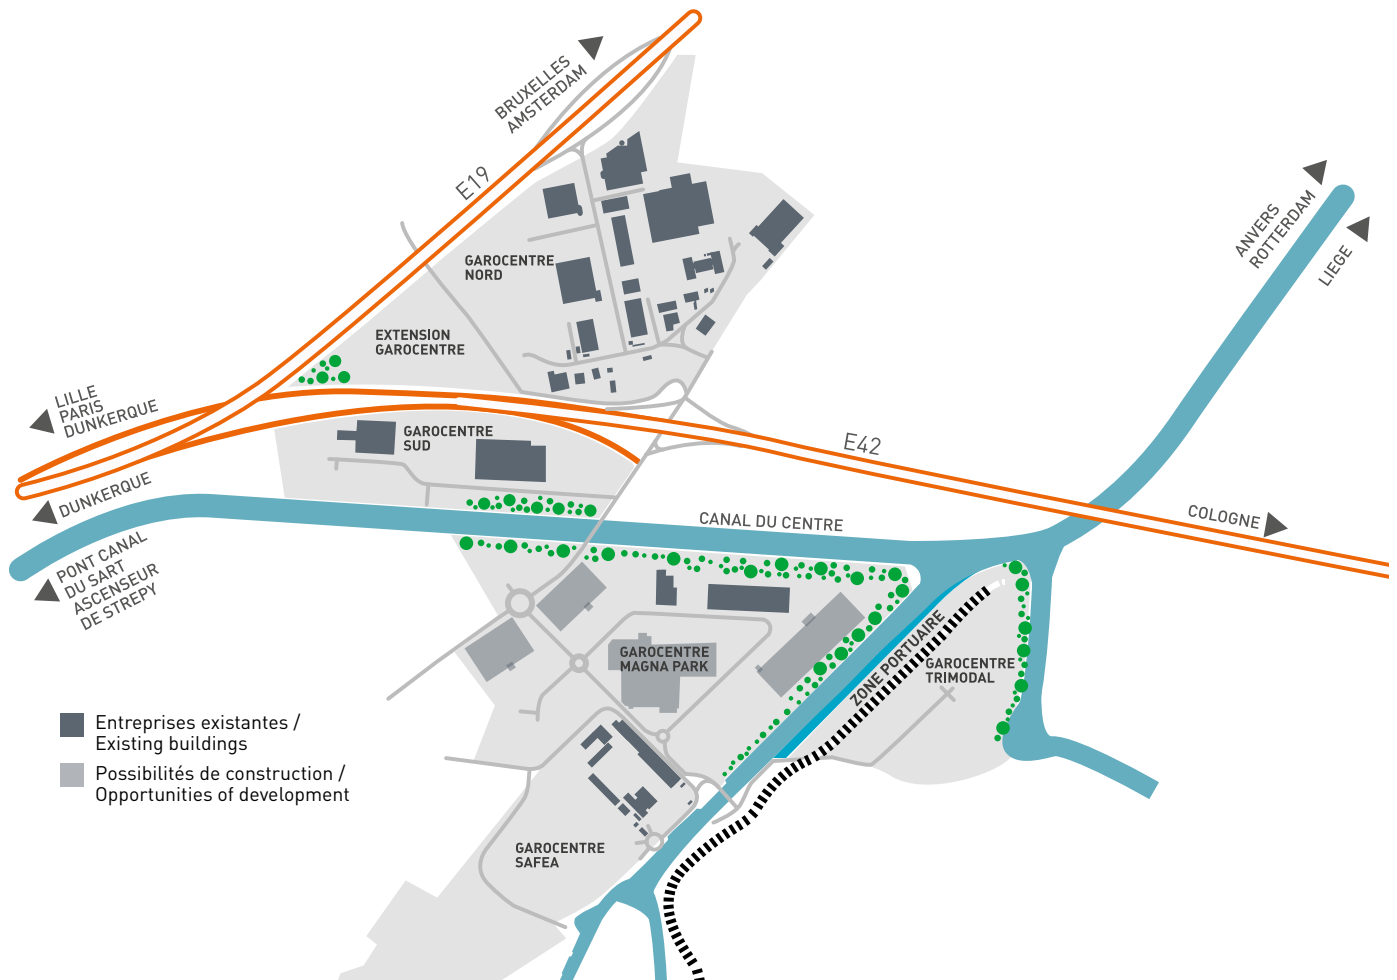 BRUXELLES
AMSTERDAM
E19
ANVERS
ROTTERDAM
LIEGE
GAROCENTRE
NORD
EXTENSION
GAROCENTRE
LILLE
PARIS
DUNKERQUE
GAROCENTRE
SUD
E42
DUNKERQUE
CANAL DU CENTRE
COLOGNE
PONT CANAL
DU SART
ASCENSEUR
DE STREPY
GAROCENTRE
MAGNA PARK
ZONE PORTUAIRE
GAROCENTRE
TRIMODAL
Entreprises existantes /
Existing buildings
Possibilités de construction /
Opportunities of development
GAROCENTRE
SAFEA